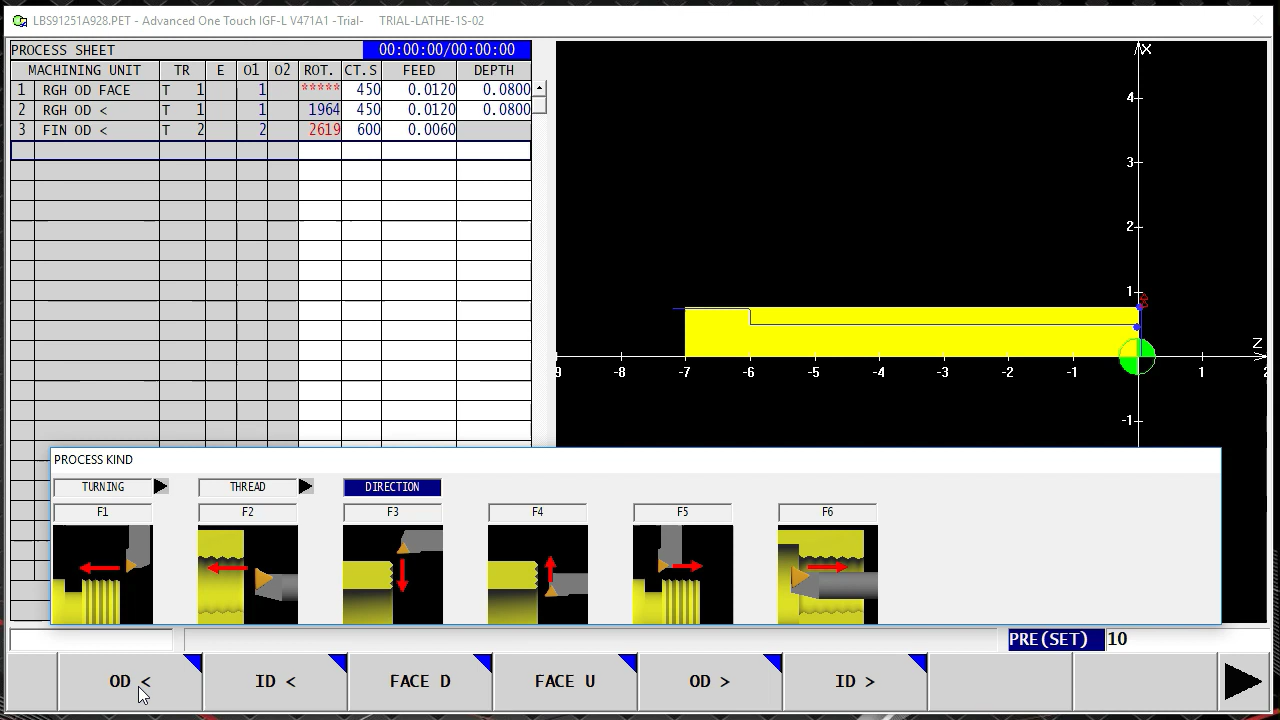 LBS91251A928.PET - Advanced One Touch IGF-L V471A1 -Trial- TRIAL-LATHE-1S-02
PROCESS SHEET 00:00:00/00:00:00
MACHINING UNIT TR E O1 O2 ROT. CT.S FEED DEPTH
1 RGH OD FACE T 1 1 ***** 450 0.0120 0.0800
2 RGH OD < T 1 1 1964 450 0.0120 0.0800
3 FIN OD < T 2 2 2619 600 0.0060
X
4
3
2
1
Z
9 -8 -7 -6 -5 -4 -3 -2 -1 1 2
-1
PROCESS KIND
TURNING THREAD DIRECTION
F1 F2 F3 F4 F5 F6
PRE(SET) 10
OD < ID < FACE D FACE U OD > ID >